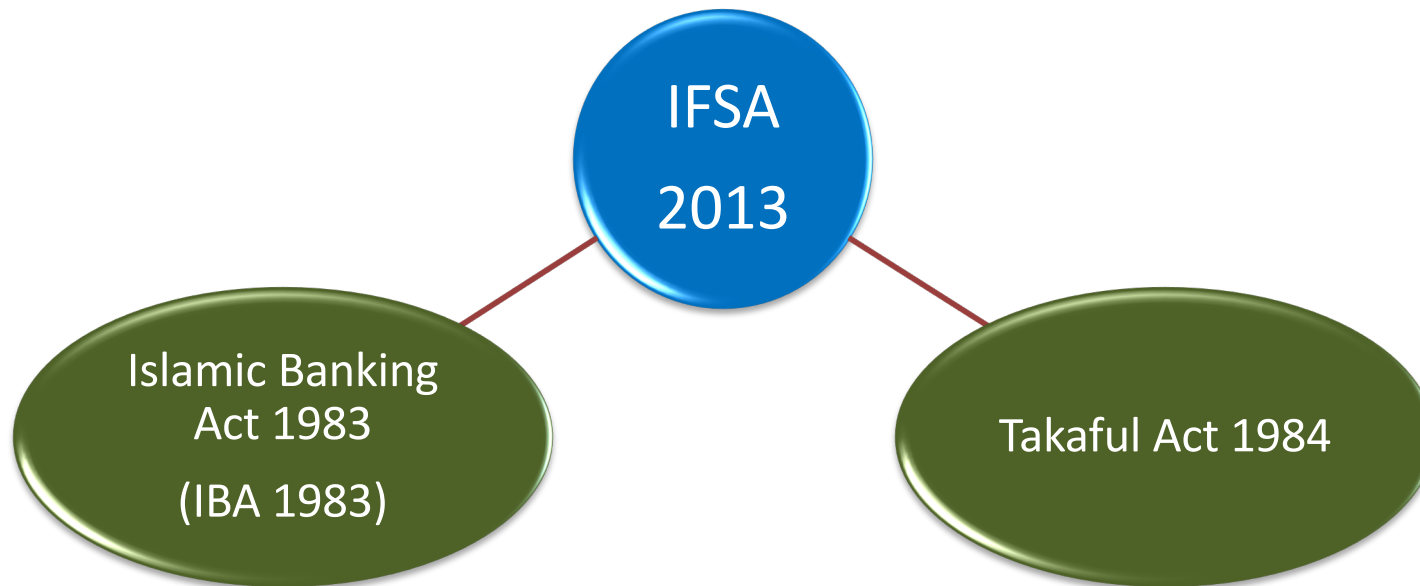 IFSA
2013
Islamic Banking
Act 1983
(IBA 1983)
Takaful Act 1984